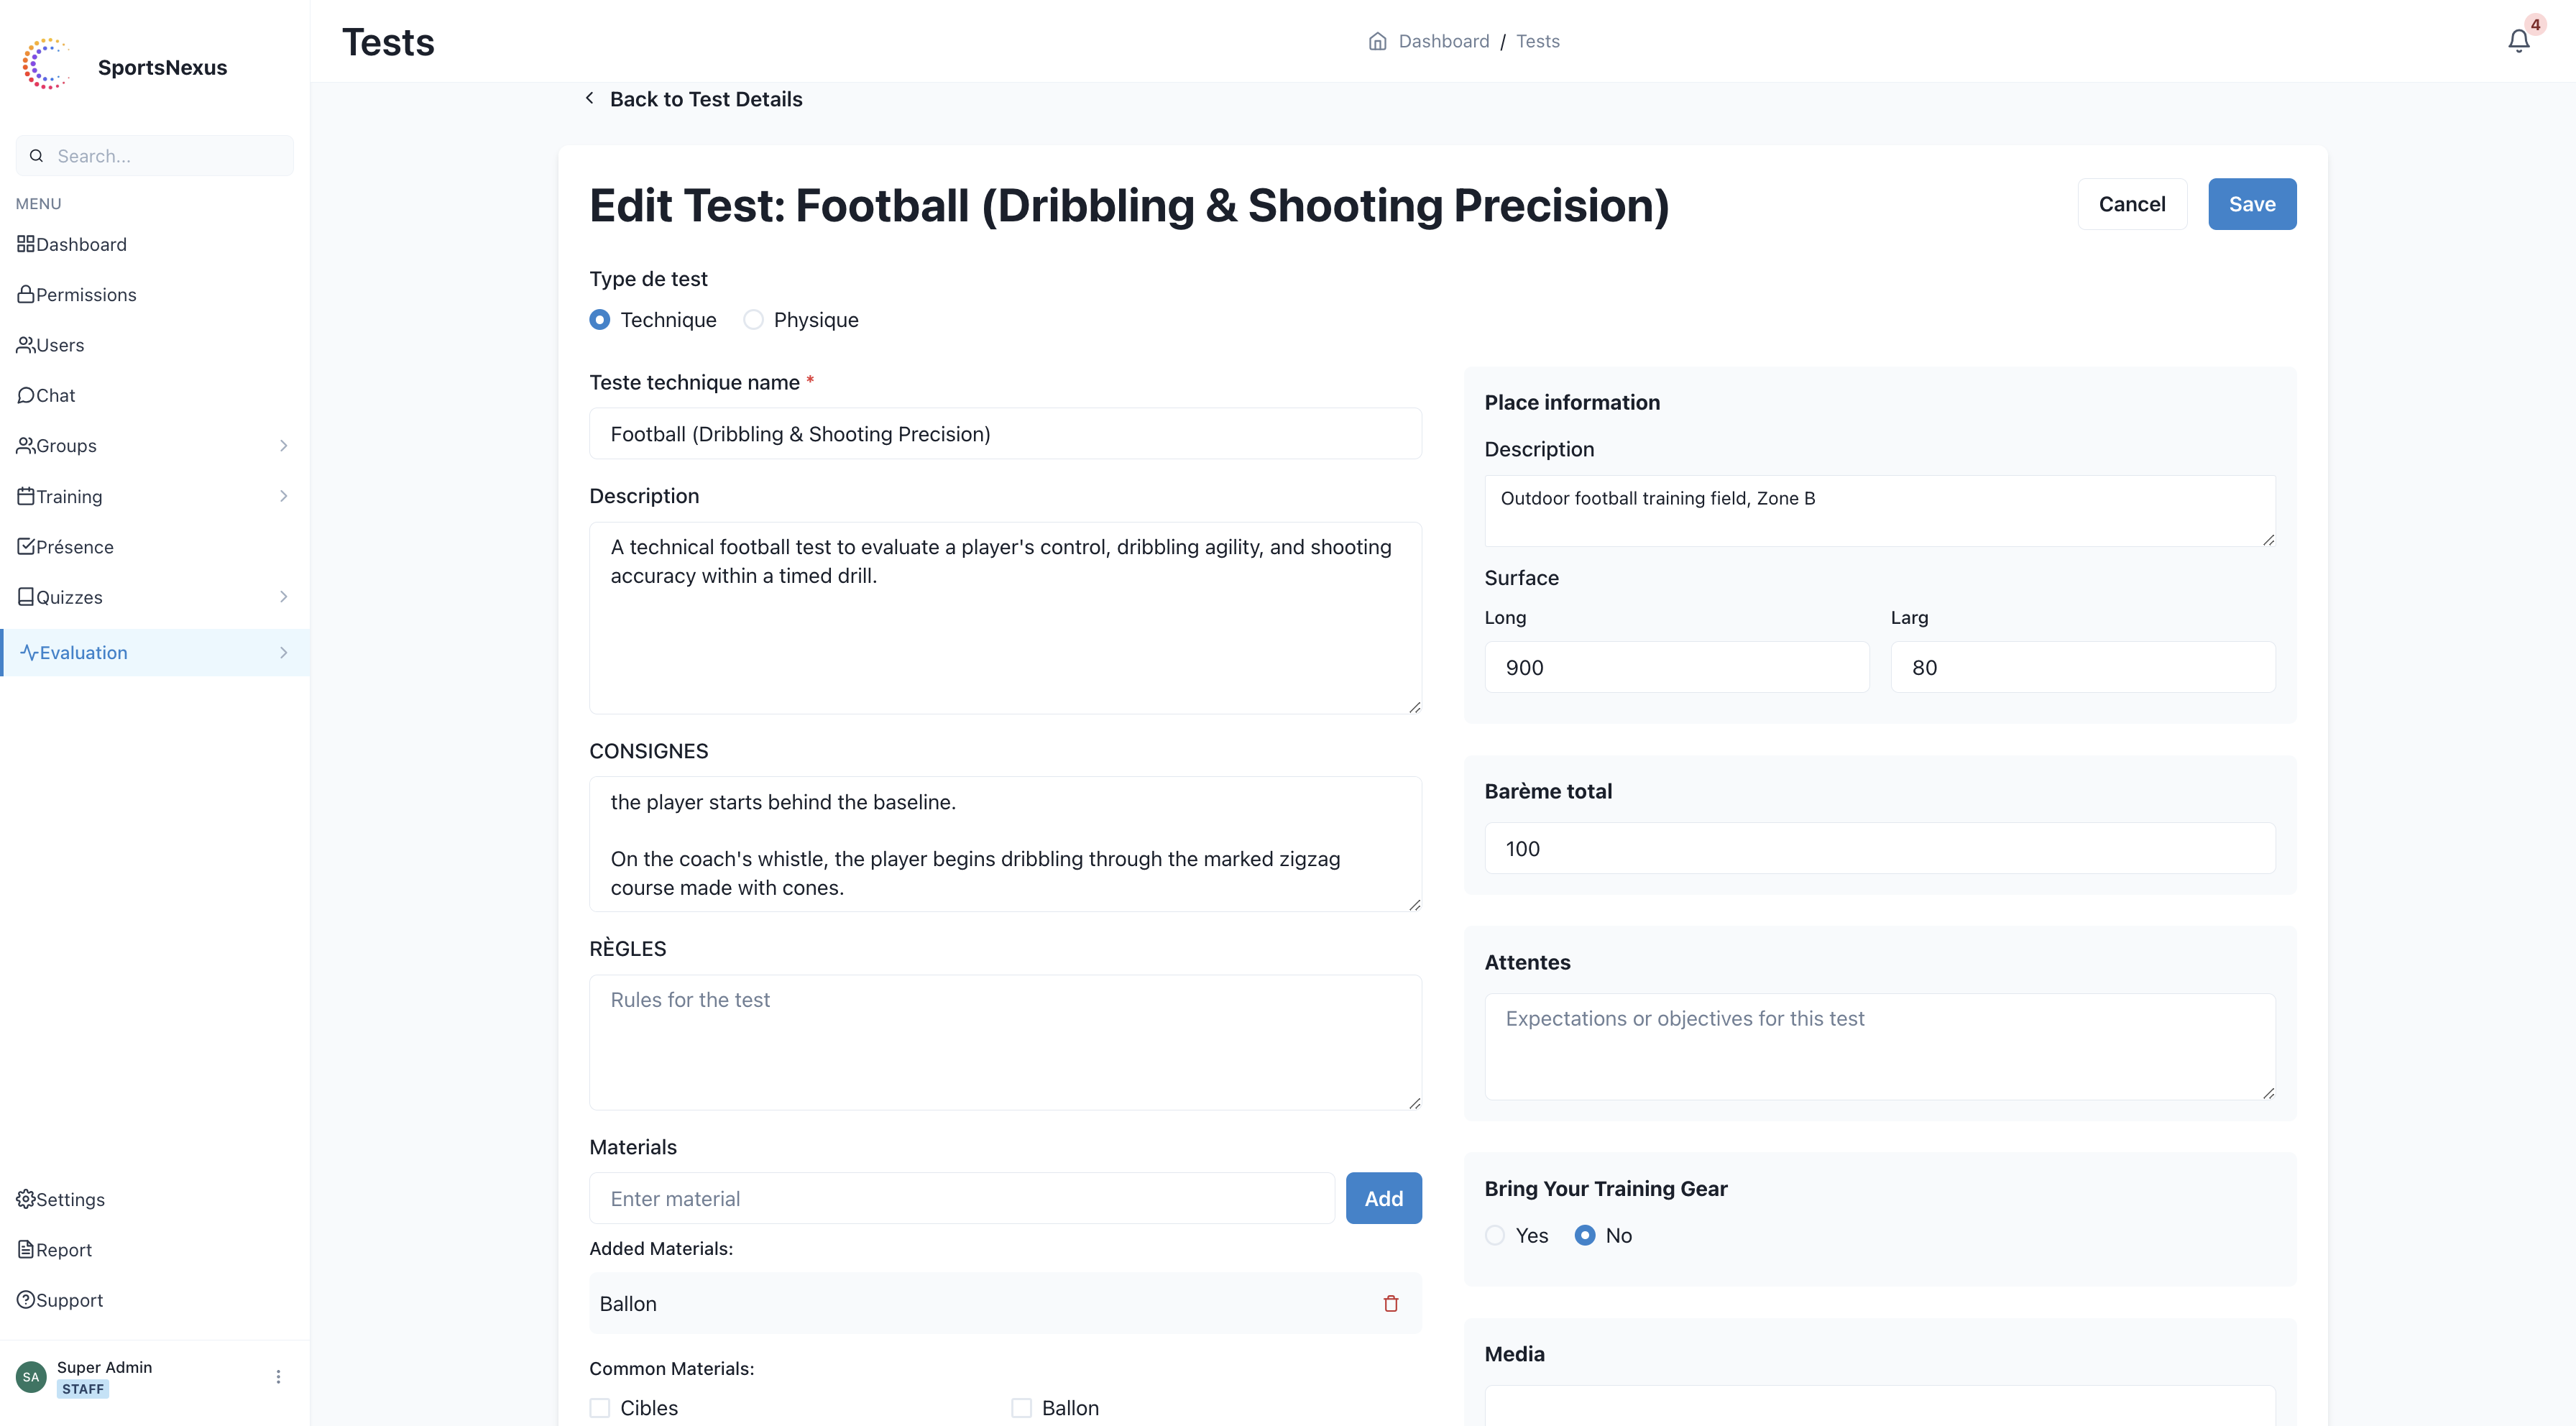 SportsNexus
Search...
MENU
Dashboard
Permissions
Users
Chat
Groups
Training
Présence
Quizzes
Evaluation
Settings
Report
Support
SA
Super Admin
STAFF
Tests
Dashboard / Tests
4
Back to Test Details
Edit Test: Football (Dribbling & Shooting Precision)
Cancel
Save
Type de test
Technique
Physique
Teste technique name *
Football (Dribbling & Shooting Precision)
Description
A technical football test to evaluate a player's control, dribbling agility, and shooting
accuracy within a timed drill.
CONSIGNES
the player starts behind the baseline.
On the coach's whistle, the player begins dribbling through the marked zigzag
course made with cones.
RÈGLES
Rules for the test
Materials
Enter material
Add
Added Materials:
Ballon
Common Materials:
Cibles
Ballon
Place information
Description
Outdoor football training field, Zone B
Surface
Long
Larg
900
80
Barème total
100
Attentes
Expectations or objectives for this test
Bring Your Training Gear
Yes
No
Media